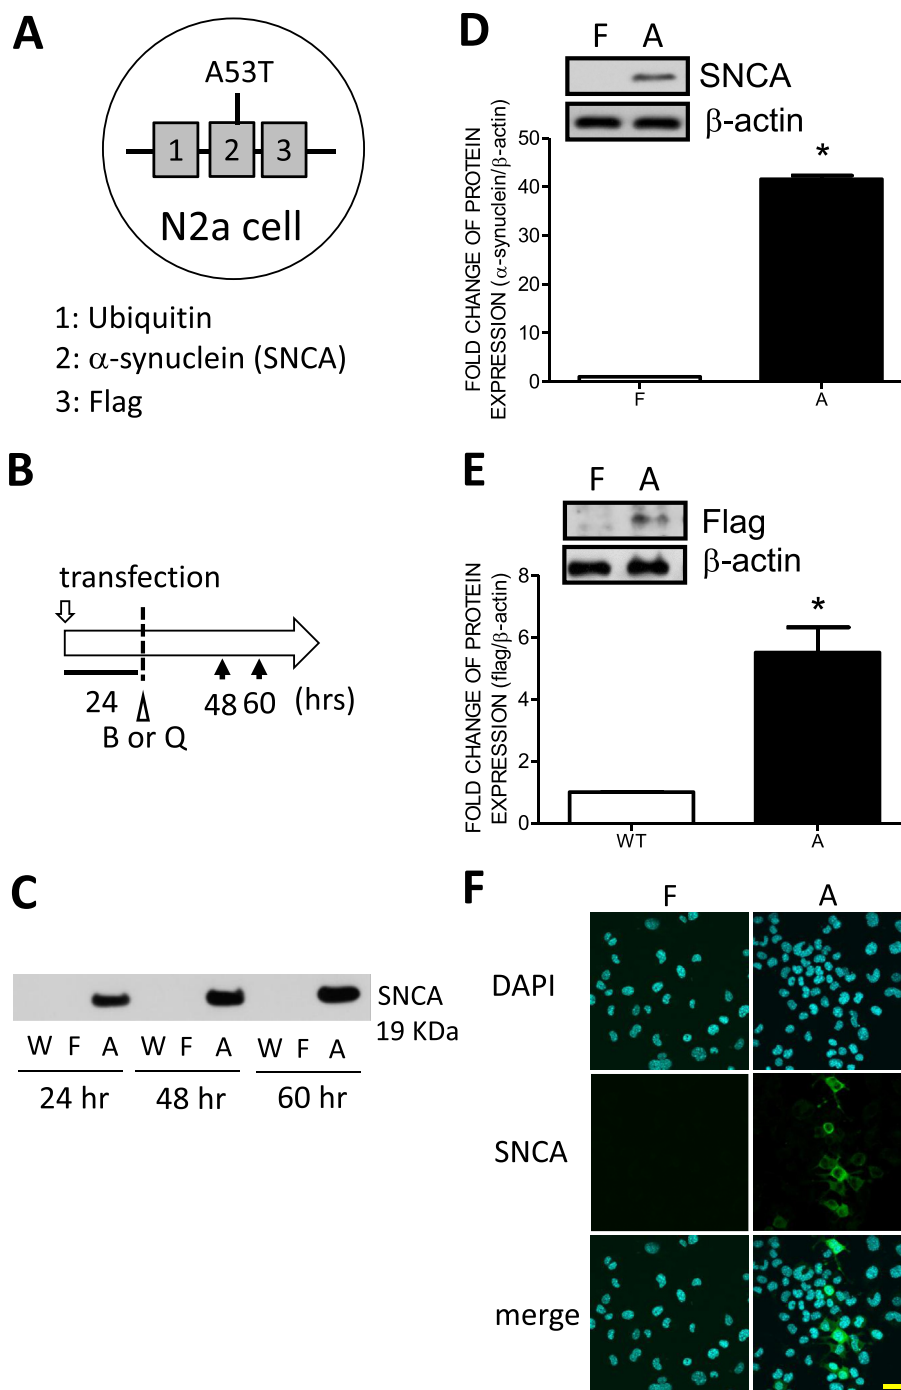 A
A53T
1 2 3
N2a cell
1: Ubiquitin
2: α-synuclein (SNCA)
3: Flag
B
transfection
24 48 60 (hrs)
B or Q
C
SNCA
19 KDa
W F A W F A W F A
24 hr 48 hr 60 hr
D
F A
SNCA
β-actin
FOLD CHANGE OF PROTEIN
EXPRESSION (α-synuclein/β-actin)
50
40
30
20
10
0
*
F A
E
F A
Flag
β-actin
FOLD CHANGE OF PROTEIN
EXPRESSION (flag/β-actin)
8
6
4
2
0
*
WT A
F
F A
DAPI
SNCA
merge